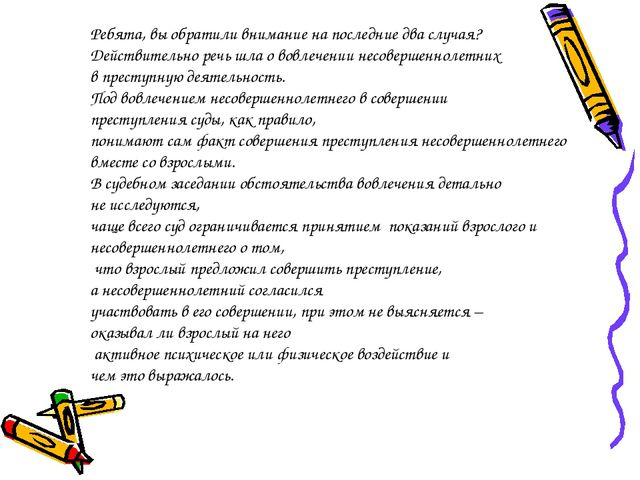 Ребята, вы обратили внимание на последние два случая?
Действительно речь шла о вовлечении несовершеннолетних
в преступную деятельность.
Под вовлечением несовершеннолетнего в совершении
преступления суды, как правило,
понимают сам факт совершения преступления несовершеннолетнего
вместе со взрослыми.
В судебном заседании обстоятельства вовлечения детально
не исследуются,
чаще всего суд ограничивается принятием показаний взрослого и
несовершеннолетнего о том,
что взрослый предложил совершить преступление,
а несовершеннолетний согласился
участвовать в его совершении, при этом не выясняется –
оказывал ли взрослый на него
активное психическое или физическое воздействие и
чем это выражалось.